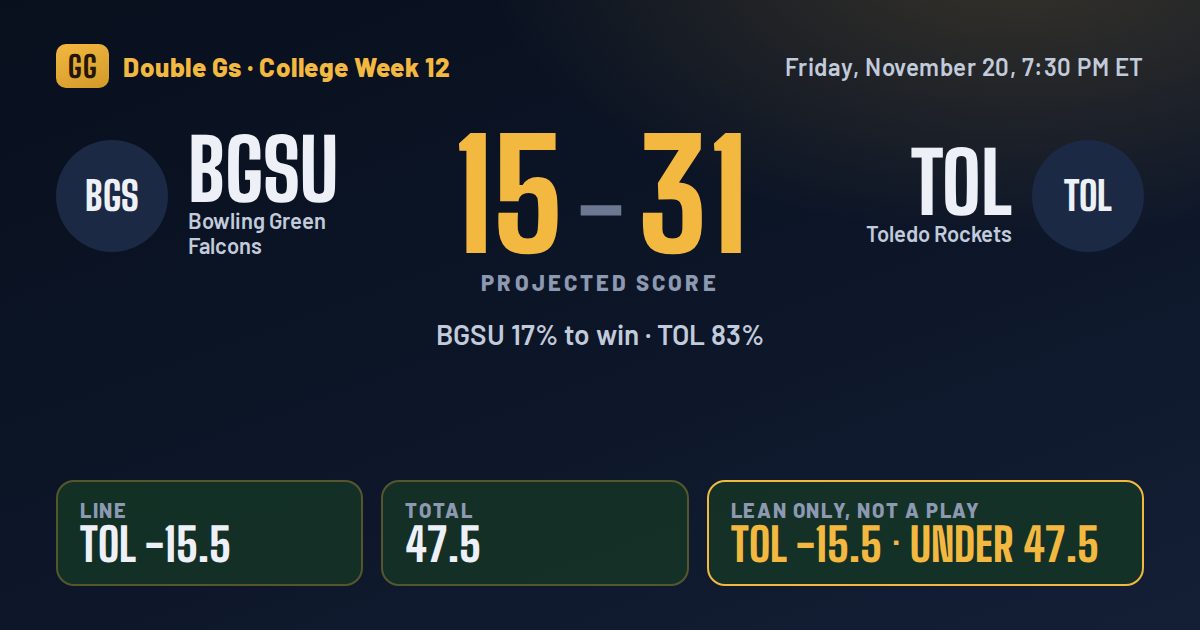 GG
Double Gs · College Week 12
Friday, November 20, 7:30 PM ET
BGS
BGSU
Bowling Green
Falcons
15 – 31
PROJECTED SCORE
BGSU 17% to win · TOL 83%
TOL
Toledo Rockets
TOL
LINE
TOL −15.5
TOTAL
47.5
LEAN ONLY, NOT A PLAY
TOL −15.5 · UNDER 47.5